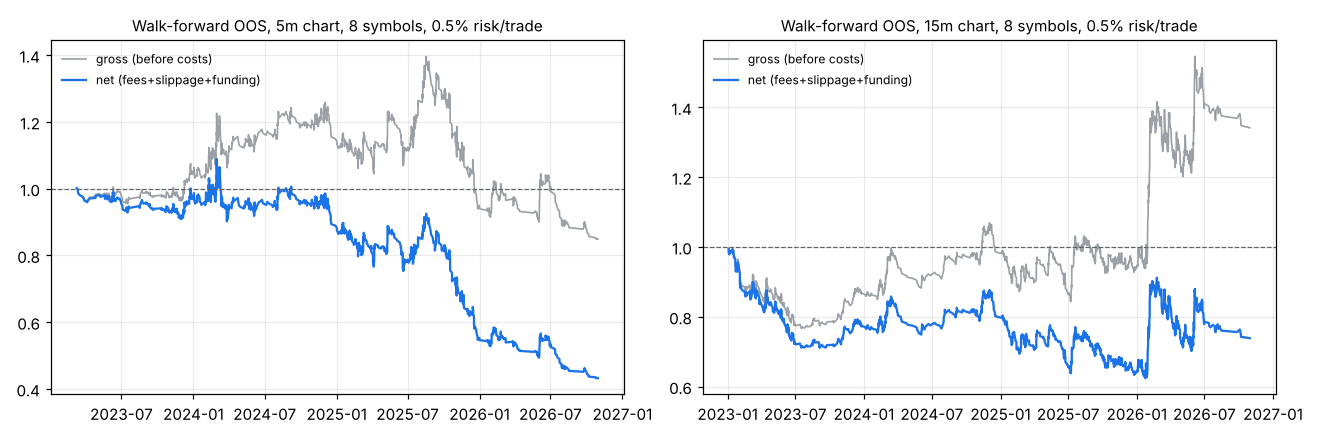 Walk-forward OOS, 5m chart, 8 symbols, 0.5% risk/trade
gross (before costs)
net (fees+slippage+funding)
1.4
1.2
1.0
0.8
0.6
0.4
2023-07 2024-01 2024-07 2025-01 2025-07 2026-01 2026-07 2027-01
Walk-forward OOS, 15m chart, 8 symbols, 0.5% risk/trade
gross (before costs)
net (fees+slippage+funding)
1.4
1.2
1.0
0.8
0.6
2023-01 2023-07 2024-01 2024-07 2025-01 2025-07 2026-01 2026-07 2027-01